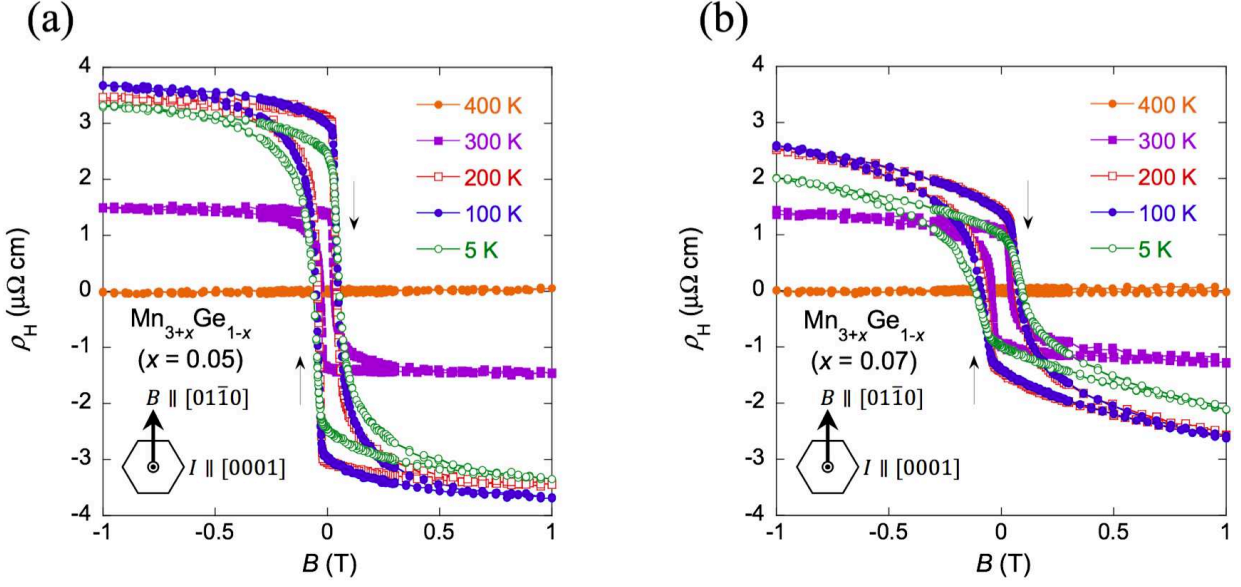 (a)
4
3
2
1
0
-1
-2
-3
-4
ρH (μΩ cm)
-1 -0.5 0 0.5 1
B (T)
400 K
300 K
200 K
100 K
5 K
Mn3+xGe1-x
(x = 0.05)
B ∥ [011̅0]
I ∥ [0001]
(b)
4
3
2
1
0
-1
-2
-3
-4
ρH (μΩ cm)
-1 -0.5 0 0.5 1
B (T)
400 K
300 K
200 K
100 K
5 K
Mn3+xGe1-x
(x = 0.07)
B ∥ [011̅0]
I ∥ [0001]